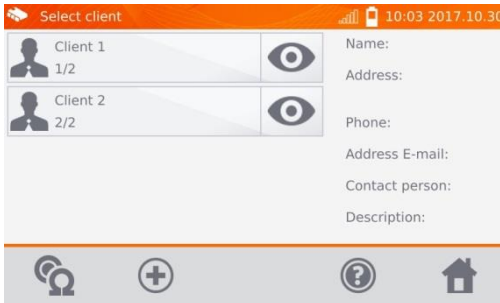 Select client
10:03 2017.10.30
Client 1
1/2
Client 2
2/2
Name:
Address:
Phone:
Address E-mail:
Contact person:
Description: